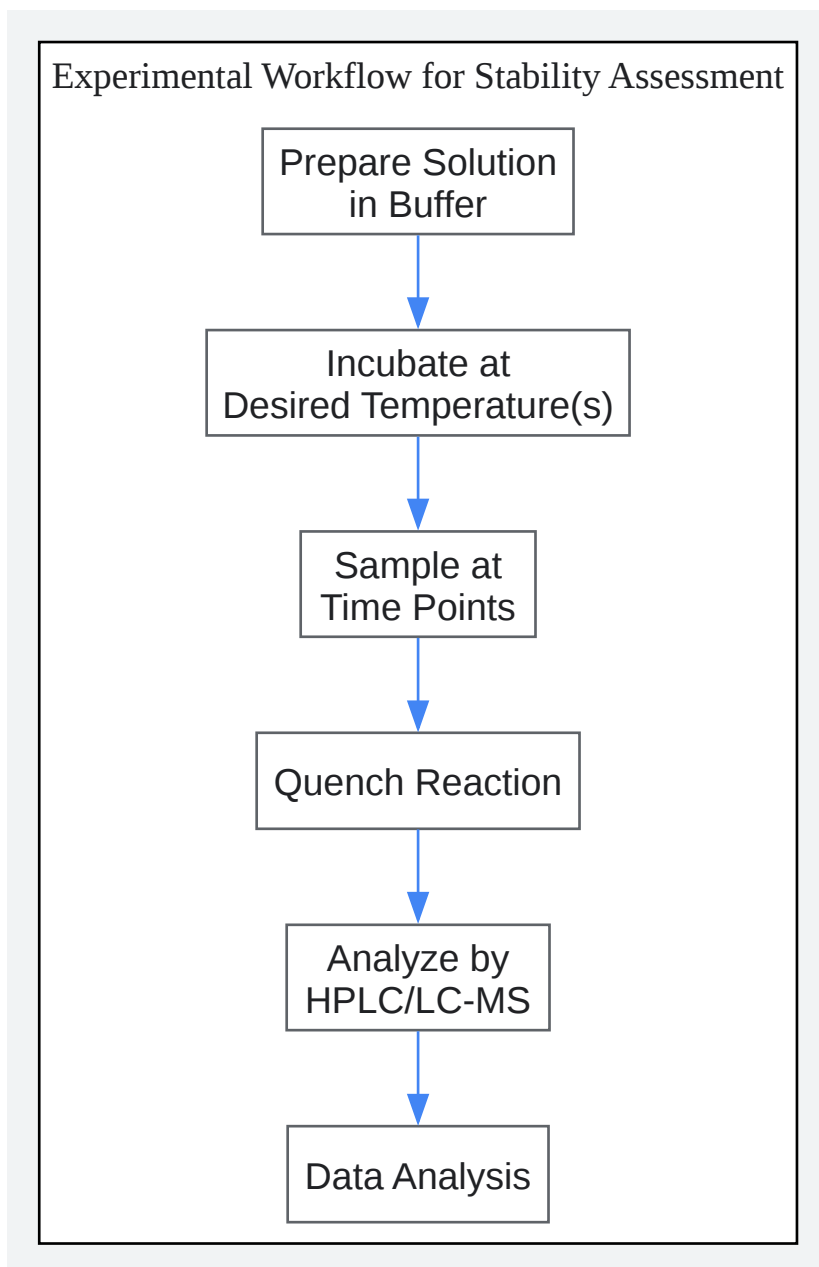 Experimental Workflow for Stability Assessment
Prepare Solution
in Buffer
Incubate at
Desired Temperature(s)
Sample at
Time Points
Quench Reaction
Analyze by
HPLC/LC-MS
Data Analysis